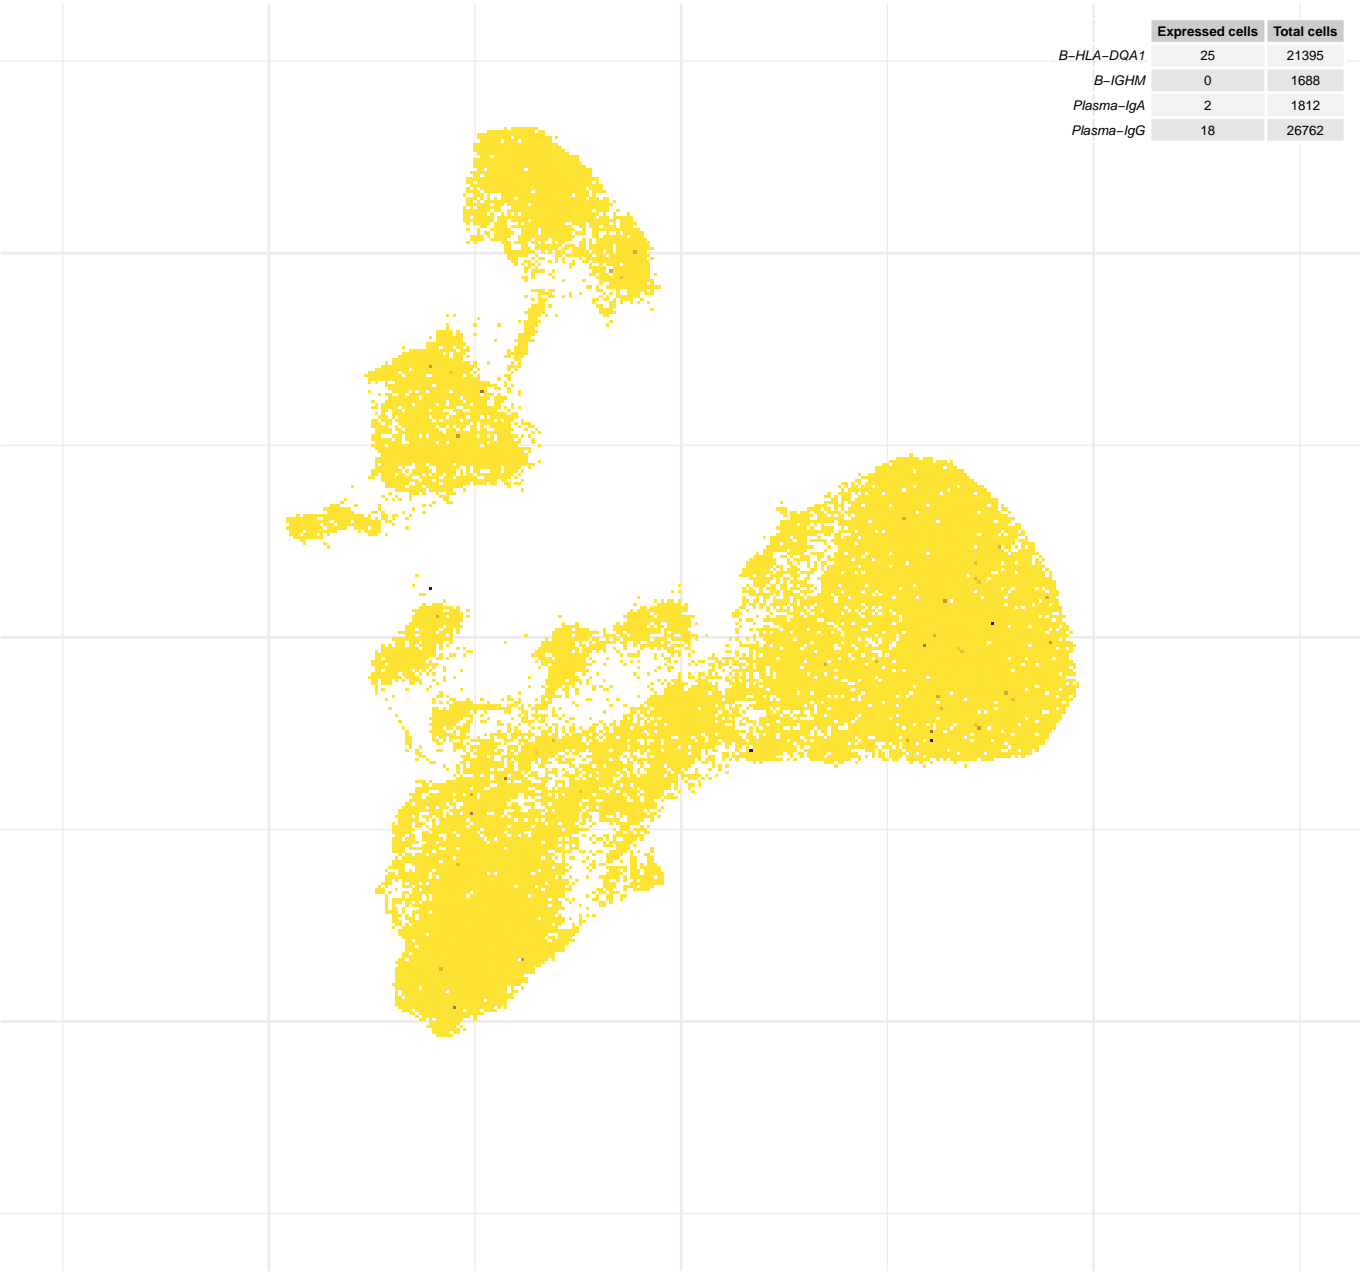 Expressed cells Total cells
B−HLA−DQA1 25 21395
B−IGHM 0 1688
Plasma−IgA 2 1812
Plasma−IgG 18 26762